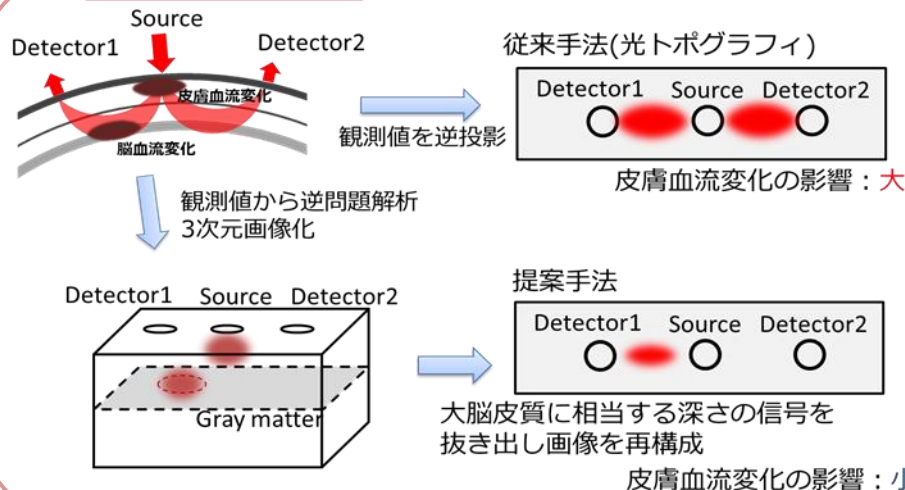 Source
Detector1
Detector2
皮膚血流変化
脳血流変化
観測値を逆投影
従来手法(光トポグラフィ)
Detector1 Source Detector2
皮膚血流変化の影響：大
観測値から逆問題解析
3次元画像化
Detector1 Source Detector2
Gray matter
提案手法
Detector1 Source Detector2
大脳皮質に相当する深さの信号を
抜き出し画像を再構成
皮膚血流変化の影響：小